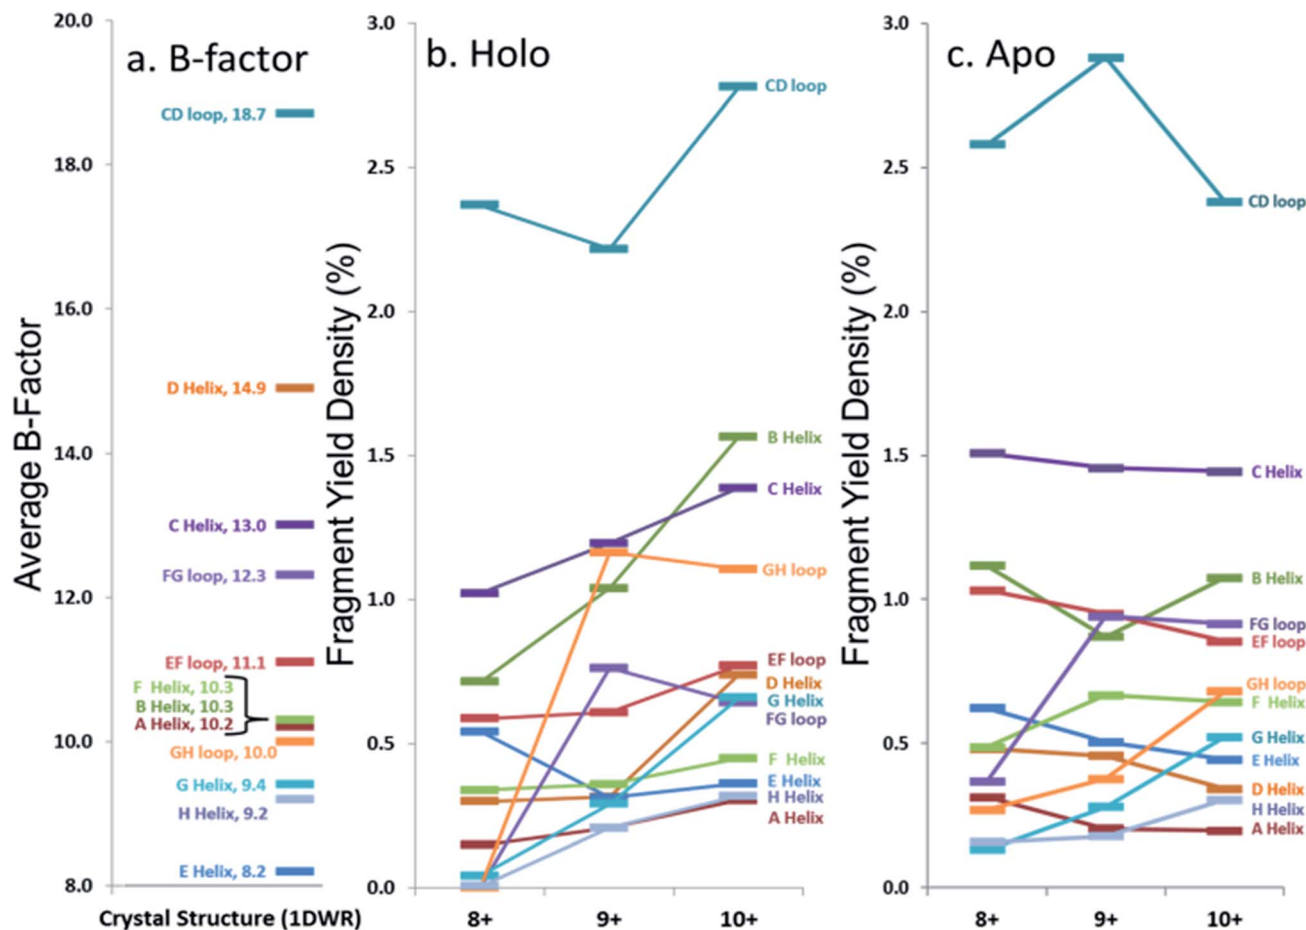 a. B-factor
Average B-Factor
20.0
18.0
16.0
14.0
12.0
10.0
8.0
CD loop, 18.7
D Helix, 14.9
C Helix, 13.0
FG loop, 12.3
EF loop, 11.1
F Helix, 10.3
B Helix, 10.3
A Helix, 10.2
GH loop, 10.0
G Helix, 9.4
H Helix, 9.2
E Helix, 8.2
Crystal Structure (1DWR)
b. Holo
Fragment Yield Density (%)
3.0
2.5
2.0
1.5
1.0
0.5
0.0
CD loop
B Helix
C Helix
GH loop
EF loop
D Helix
G Helix
FG loop
F Helix
E Helix
H Helix
A Helix
8+
9+
10+
c. Apo
Fragment Yield Density (%)
3.0
2.5
2.0
1.5
1.0
0.5
0.0
CD loop
C Helix
B Helix
FG loop
EF loop
GH loop
F Helix
G Helix
E Helix
D Helix
H Helix
A Helix
8+
9+
10+